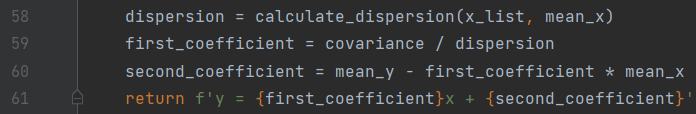 58 dispersion = calculate_dispersion(x_list, mean_x)
59 first_coefficient = covariance / dispersion
60 second_coefficient = mean_y - first_coefficient * mean_x
61 return f'y = {first_coefficient}x + {second_coefficient}'